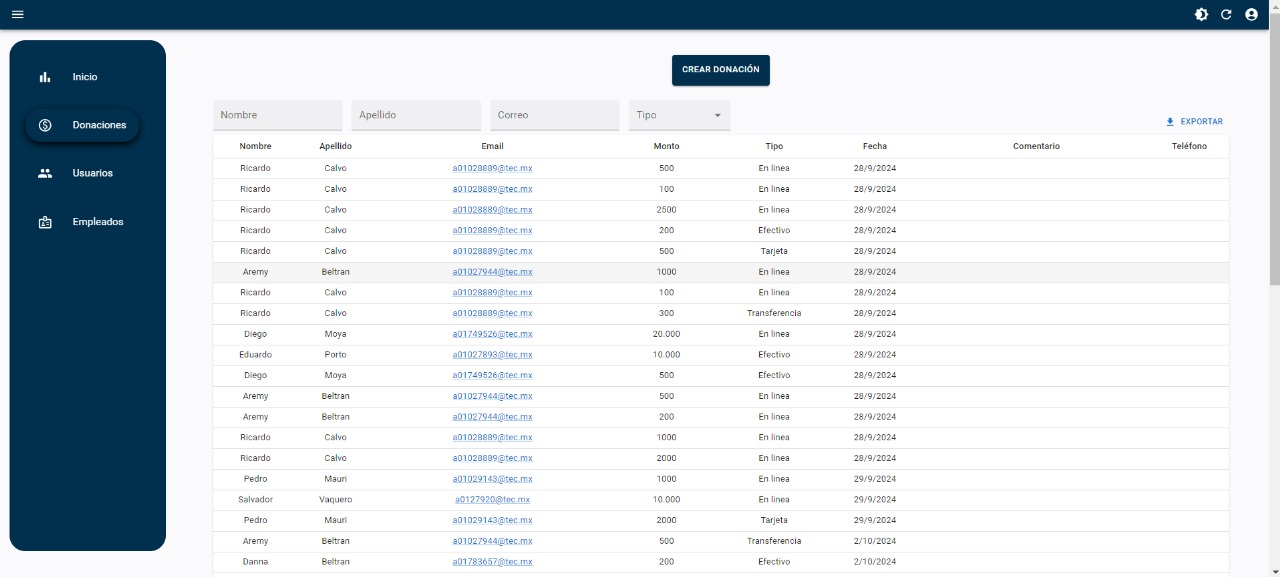 Inicio
Donaciones
Usuarios
Empleados
CREAR DONACIÓN
Nombre Apellido Correo Tipo
EXPORTAR
Nombre Apellido Email Monto Tipo Fecha Comentario Teléfono
Ricardo Calvo a01028889@tec.mx 500 En linea 28/9/2024
Ricardo Calvo a01028889@tec.mx 100 En linea 28/9/2024
Ricardo Calvo a01028889@tec.mx 2500 En linea 28/9/2024
Ricardo Calvo a01028889@tec.mx 200 Efectivo 28/9/2024
Ricardo Calvo a01028889@tec.mx 500 Tarjeta 28/9/2024
Aremy Beltran a01027944@tec.mx 1000 En linea 28/9/2024
Ricardo Calvo a01028889@tec.mx 100 En linea 28/9/2024
Ricardo Calvo a01028889@tec.mx 300 Transferencia 28/9/2024
Diego Moya a01749526@tec.mx 20.000 En linea 28/9/2024
Eduardo Porto a01027893@tec.mx 10.000 Efectivo 28/9/2024
Diego Moya a01749526@tec.mx 500 Efectivo 28/9/2024
Aremy Beltran a01027944@tec.mx 500 En linea 28/9/2024
Aremy Beltran a01027944@tec.mx 200 En linea 28/9/2024
Ricardo Calvo a01028889@tec.mx 1000 En linea 28/9/2024
Ricardo Calvo a01028889@tec.mx 2000 En linea 28/9/2024
Pedro Mauri a01029143@tec.mx 1000 En linea 29/9/2024
Salvador Vaquero a0127920@tec.mx 10.000 En linea 29/9/2024
Pedro Mauri a01029143@tec.mx 2000 Tarjeta 29/9/2024
Aremy Beltran a01027944@tec.mx 500 Transferencia 2/10/2024
Danna Beltran a01783657@tec.mx 200 Efectivo 2/10/2024